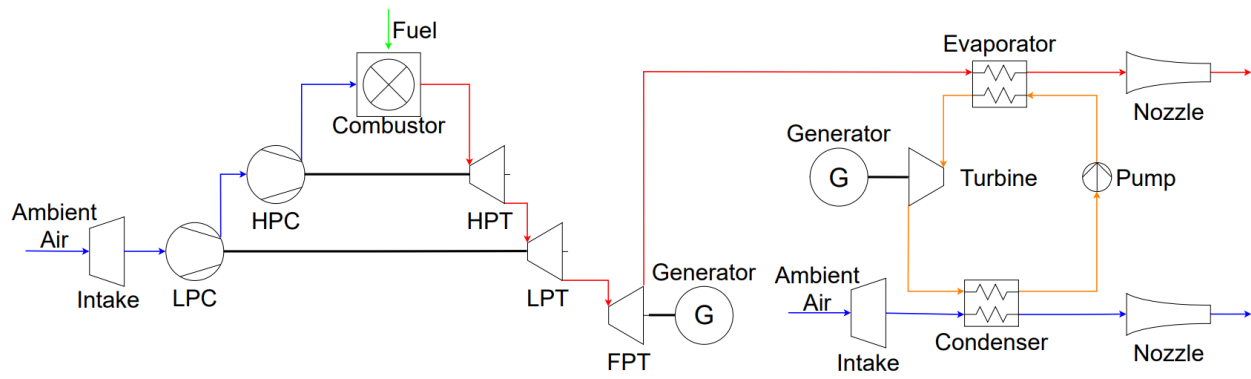 Fuel
Combustor
HPC
HPT
Ambient
Air
Intake
LPC
LPT
Generator
G
FPT
Evaporator
Nozzle
Generator
G
Turbine
Pump
Ambient
Air
Intake
Condenser
Nozzle